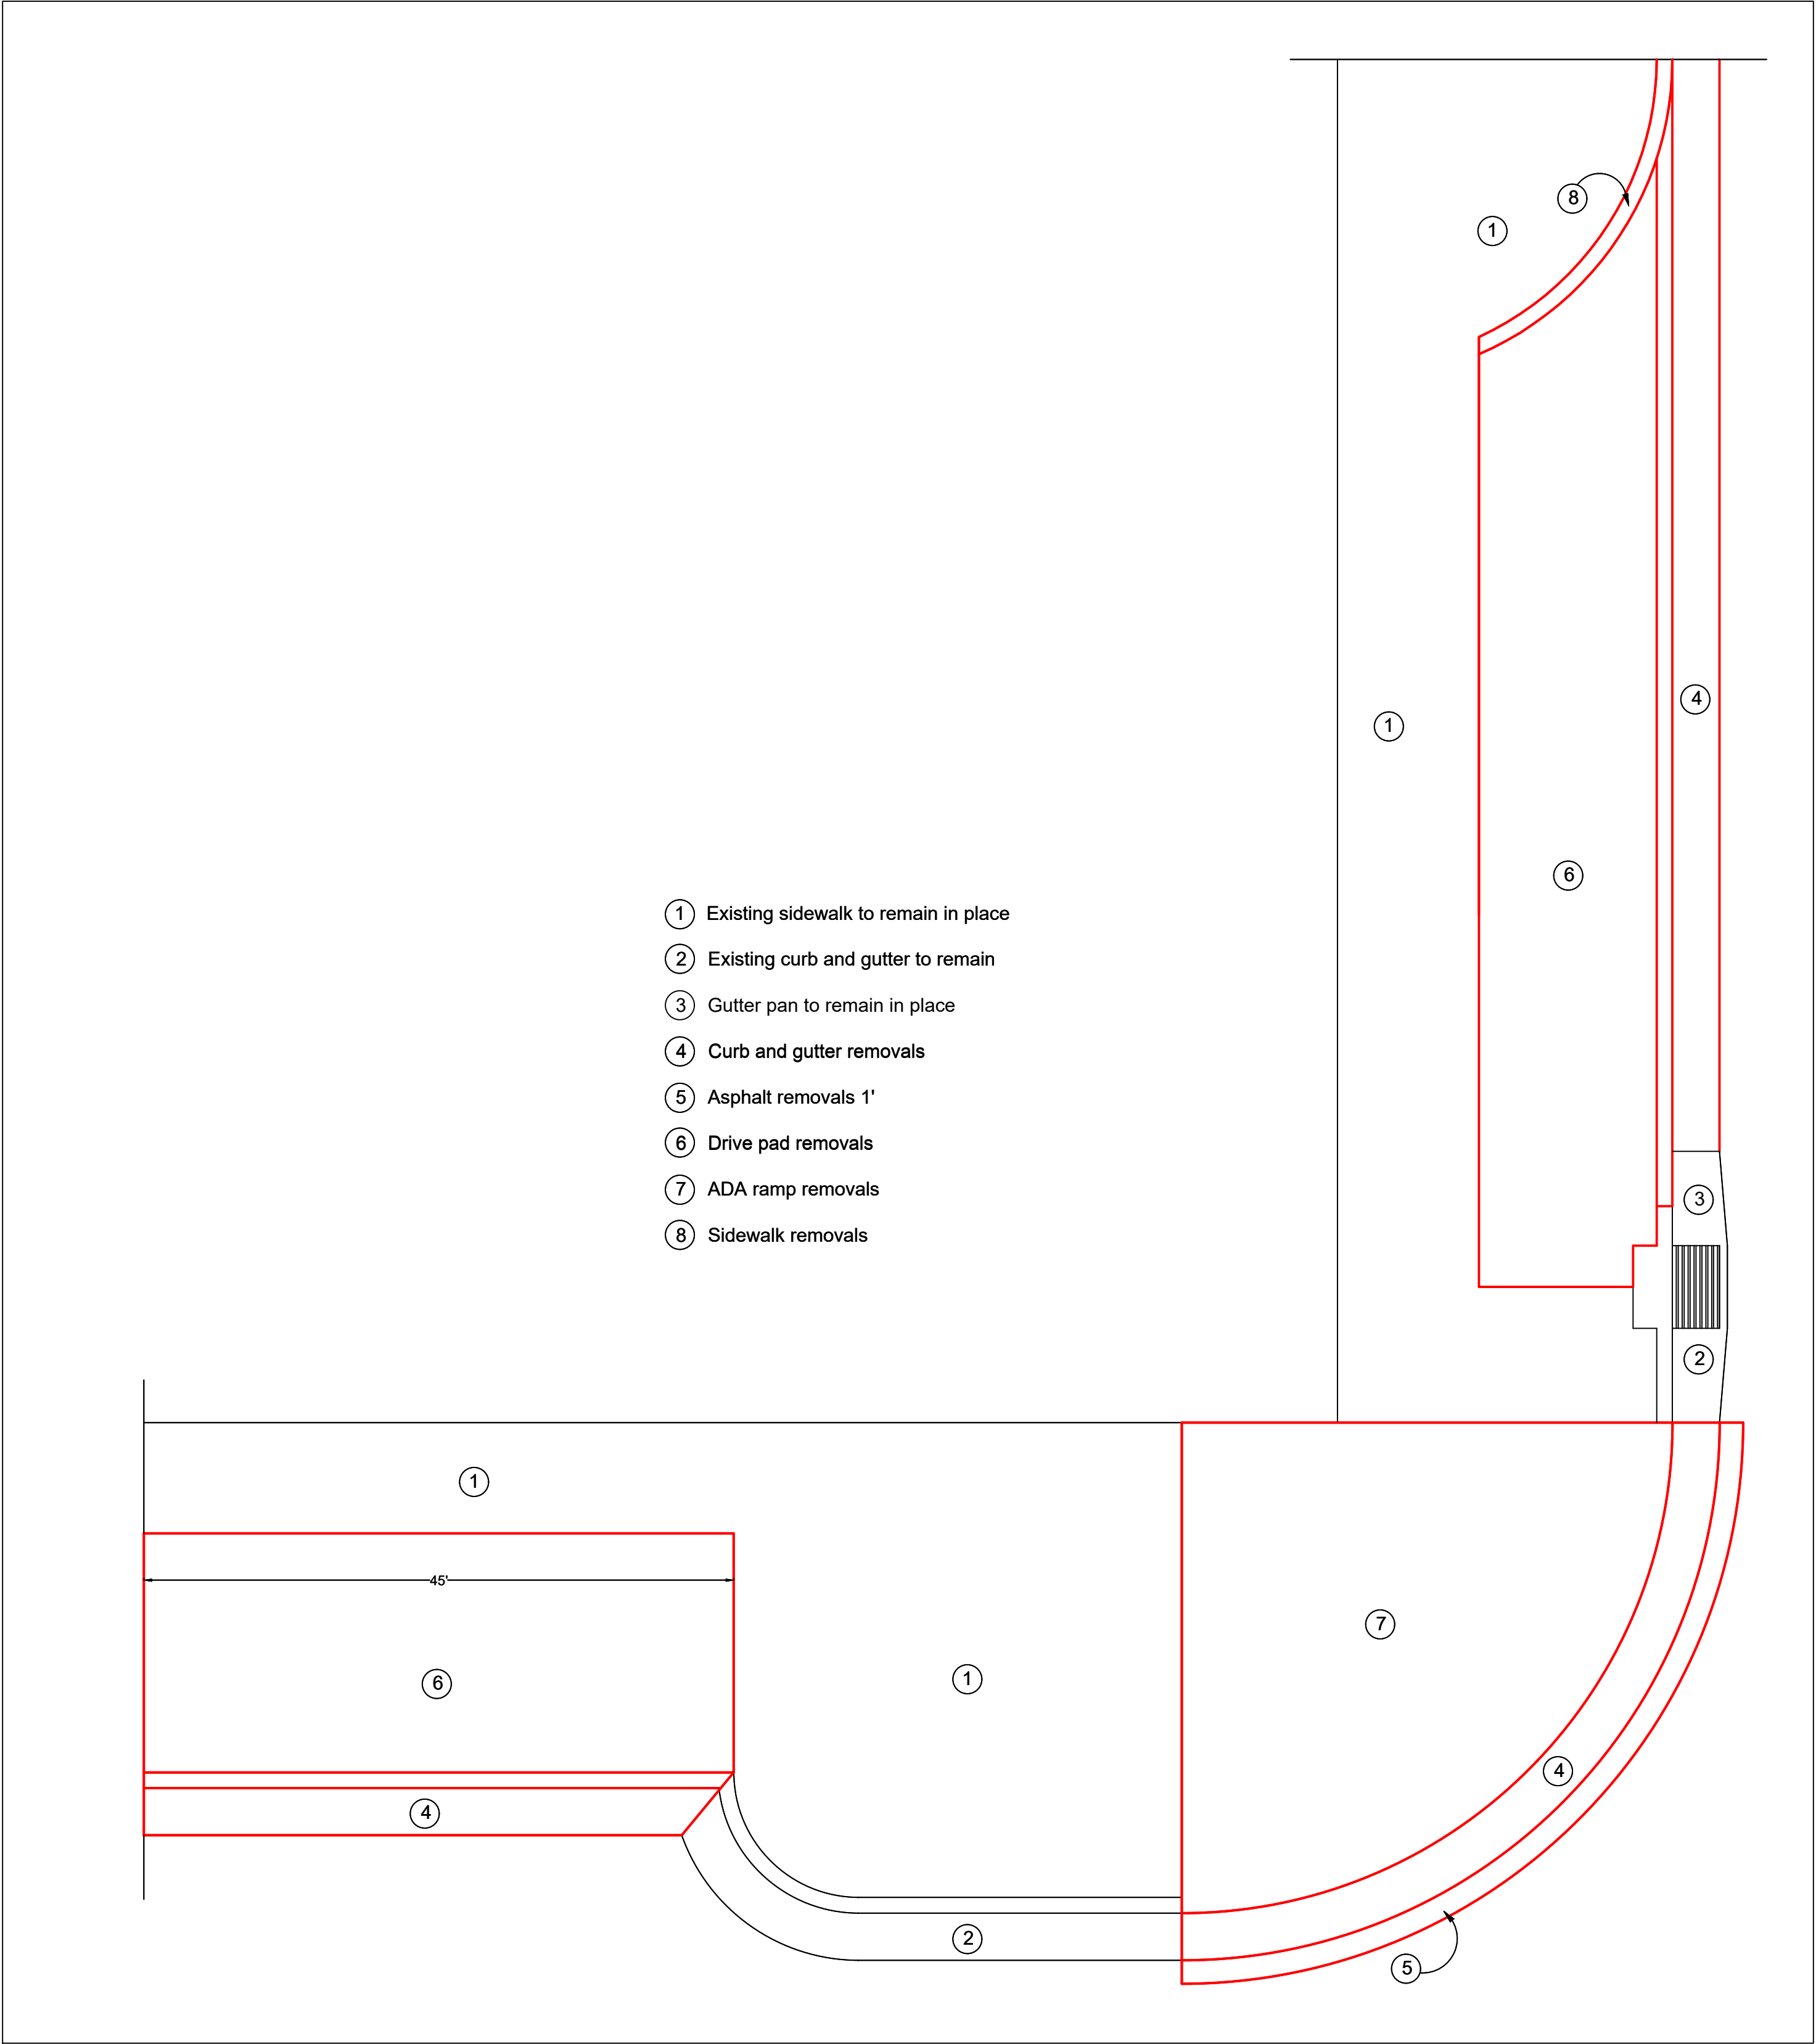 8
1
4
1
6
1 Existing sidewalk to remain in place
2 Existing curb and gutter to remain
3 Gutter pan to remain in place
4 Curb and gutter removals
5 Asphalt removals 1'
6 Drive pad removals
7 ADA ramp removals
8 Sidewalk removals
3
2
1
45'
7
6
1
4
4
2
5